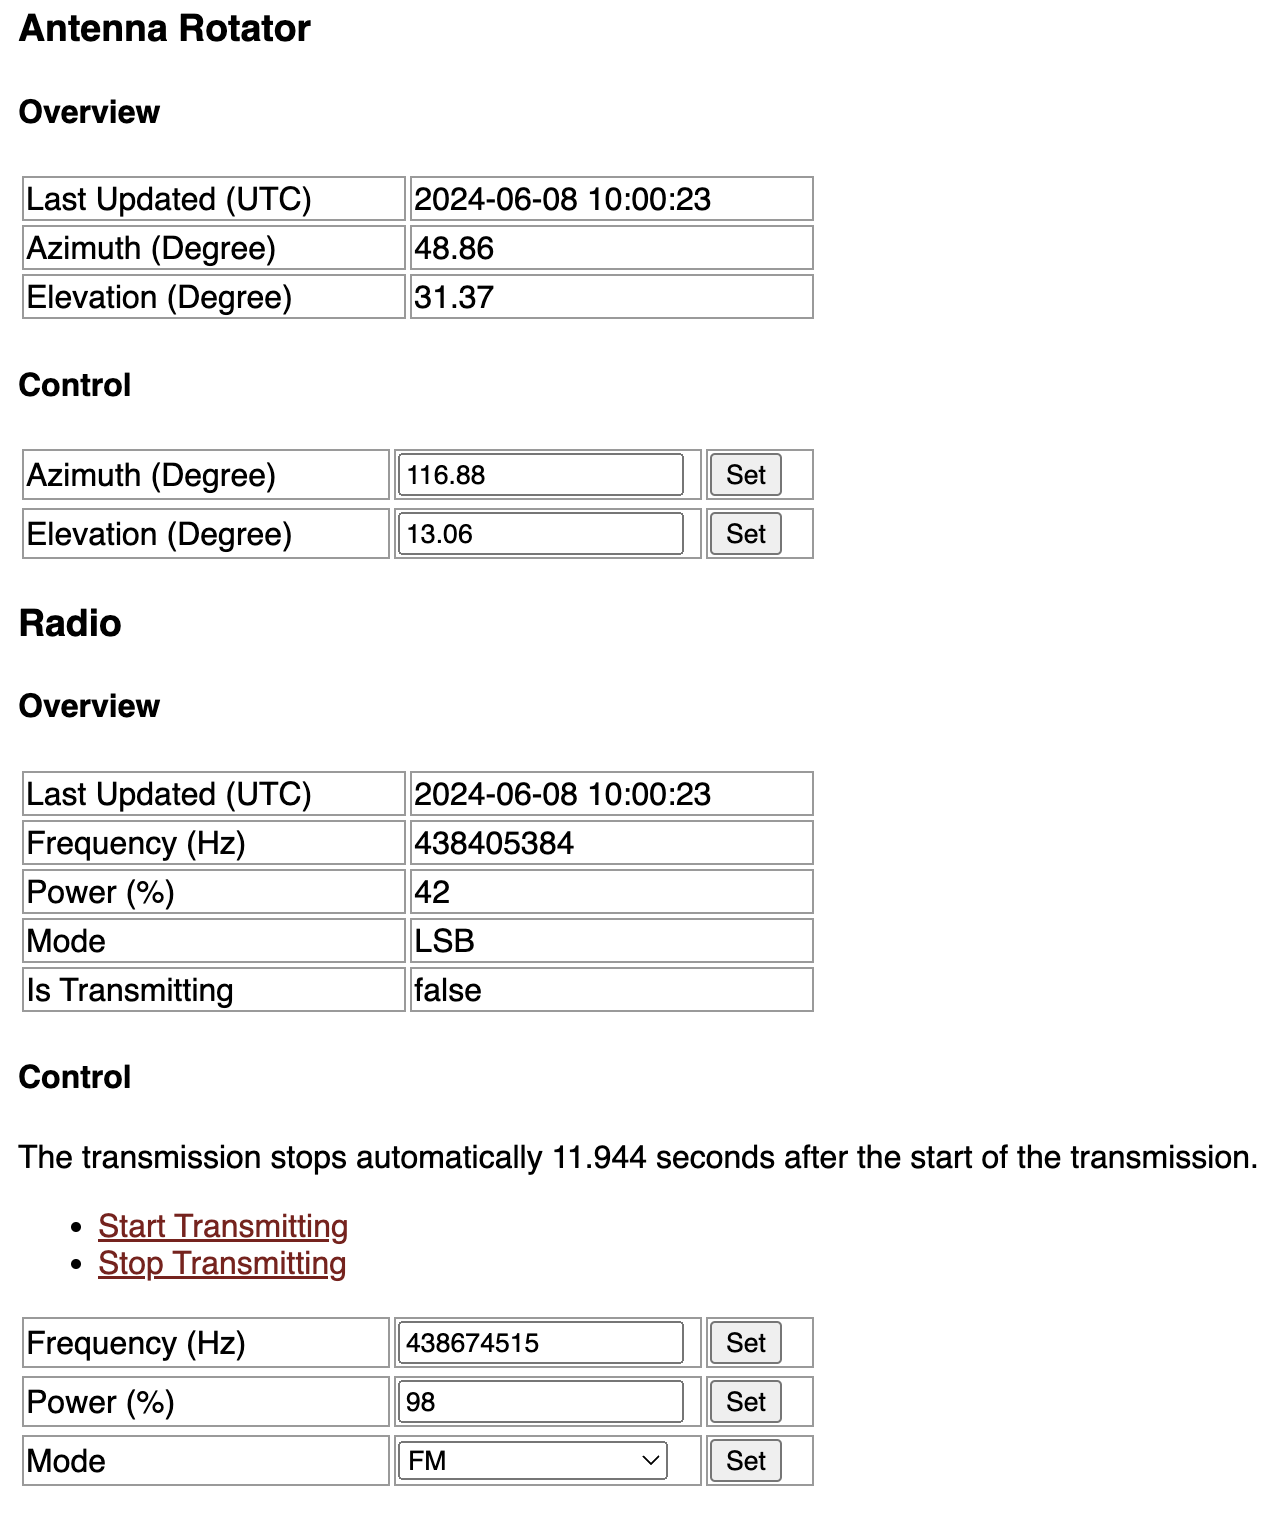 Antenna Rotator
Overview
Last Updated (UTC) 2024-06-08 10:00:23
Azimuth (Degree) 48.86
Elevation (Degree) 31.37
Control
Azimuth (Degree) 116.88 Set
Elevation (Degree) 13.06 Set
Radio
Overview
Last Updated (UTC) 2024-06-08 10:00:23
Frequency (Hz) 438405384
Power (%) 42
Mode LSB
Is Transmitting false
Control
The transmission stops automatically 11.944 seconds after the start of the transmission.
• Start Transmitting
• Stop Transmitting
Frequency (Hz) 438674515 Set
Power (%) 98 Set
Mode FM Set